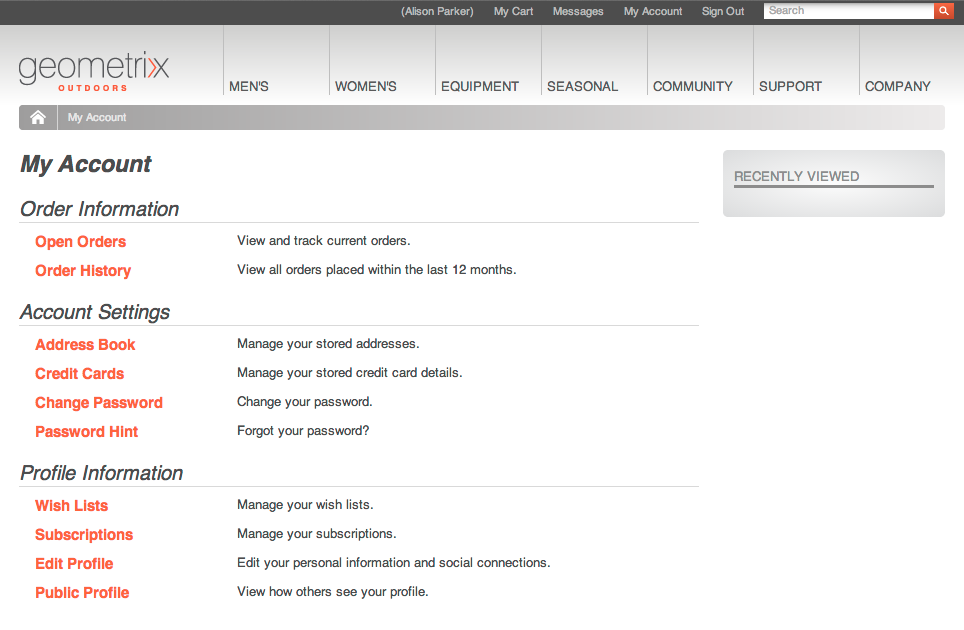 (Alison Parker) My Cart Messages My Account Sign Out Search
geometrixx
OUTDOORS
MEN'S WOMEN'S EQUIPMENT SEASONAL COMMUNITY SUPPORT COMPANY
My Account
My Account
RECENTLY VIEWED
Order Information
Open Orders View and track current orders.
Order History View all orders placed within the last 12 months.
Account Settings
Address Book Manage your stored addresses.
Credit Cards Manage your stored credit card details.
Change Password Change your password.
Password Hint Forgot your password?
Profile Information
Wish Lists Manage your wish lists.
Subscriptions Manage your subscriptions.
Edit Profile Edit your personal information and social connections.
Public Profile View how others see your profile.